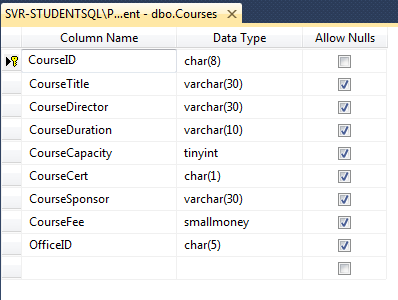 SVR-STUDENTSQL\P...ent - dbo.Courses
Column Name Data Type Allow Nulls
CourseID char(8)
CourseTitle varchar(30)
CourseDirector varchar(30)
CourseDuration varchar(10)
CourseCapacity tinyint
CourseCert char(1)
CourseSponsor varchar(30)
CourseFee smallmoney
OfficeID char(5)